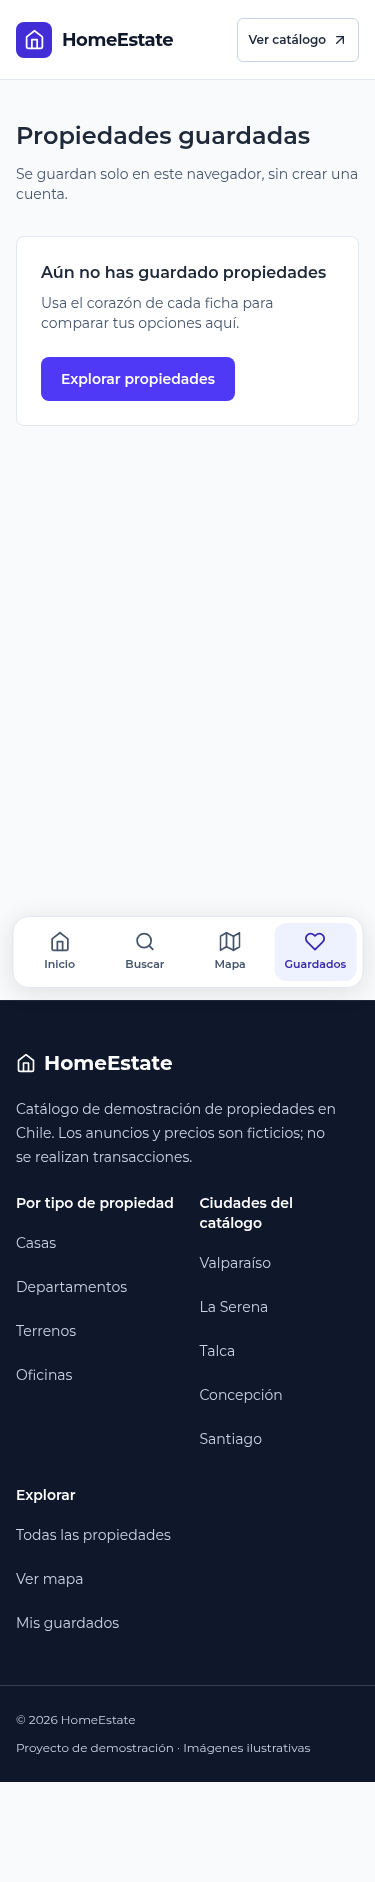 HomeEstate
Ver catálogo
Propiedades guardadas
Se guardan solo en este navegador, sin crear una
cuenta.
Aún no has guardado propiedades
Usa el corazón de cada ficha para
comparar tus opciones aquí.
Explorar propiedades
Inicio
Buscar
Mapa
Guardados
HomeEstate
Catálogo de demostración de propiedades en
Chile. Los anuncios y precios son ficticios; no
se realizan transacciones.
Por tipo de propiedad
Casas
Departamentos
Terrenos
Oficinas
Ciudades del
catálogo
Valparaíso
La Serena
Talca
Concepción
Santiago
Explorar
Todas las propiedades
Ver mapa
Mis guardados
© 2026 HomeEstate
Proyecto de demostración · Imágenes ilustrativas